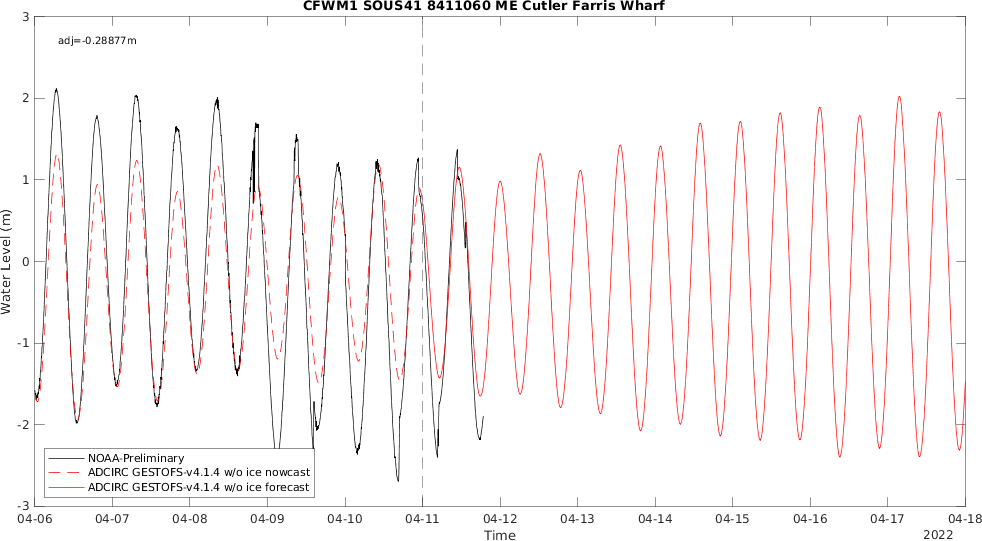 CFWM1 SOUS41 8411060 ME Cutler Farris Wharf
adj=-0.28877m
3
2
1
0
-1
-2
-3
Water Level (m)
NOAA-Preliminary
ADCIRC GESTOFS-v4.1.4 w/o ice nowcast
ADCIRC GESTOFS-v4.1.4 w/o ice forecast
04-06 04-07 04-08 04-09 04-10 04-11 04-12 04-13 04-14 04-15 04-16 04-17 04-18
Time
2022